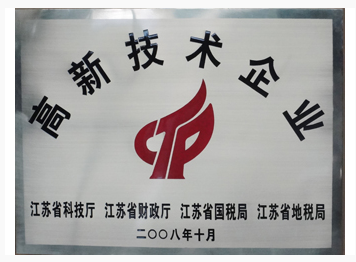 高新技术企业
江苏省科技厅 江苏省财政厅 江苏省国税局 江苏省地税局
二〇〇八年十月